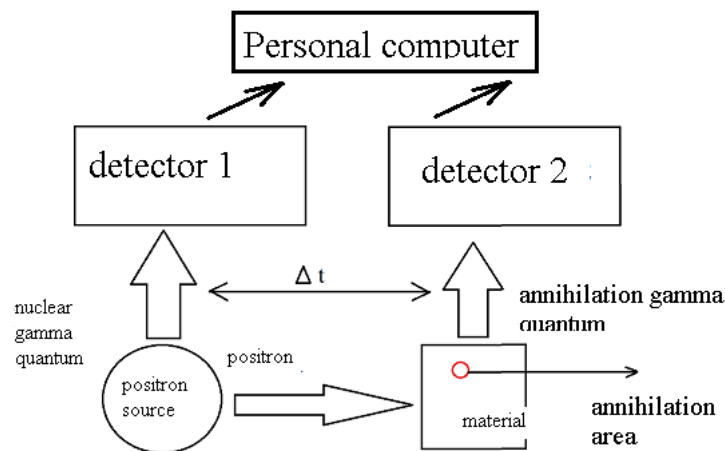 Personal computer
detector 1
detector 2
Δ t
nuclear
gamma
quantum
annihilation gamma
quantum
positron
positron
source
material
annihilation
area